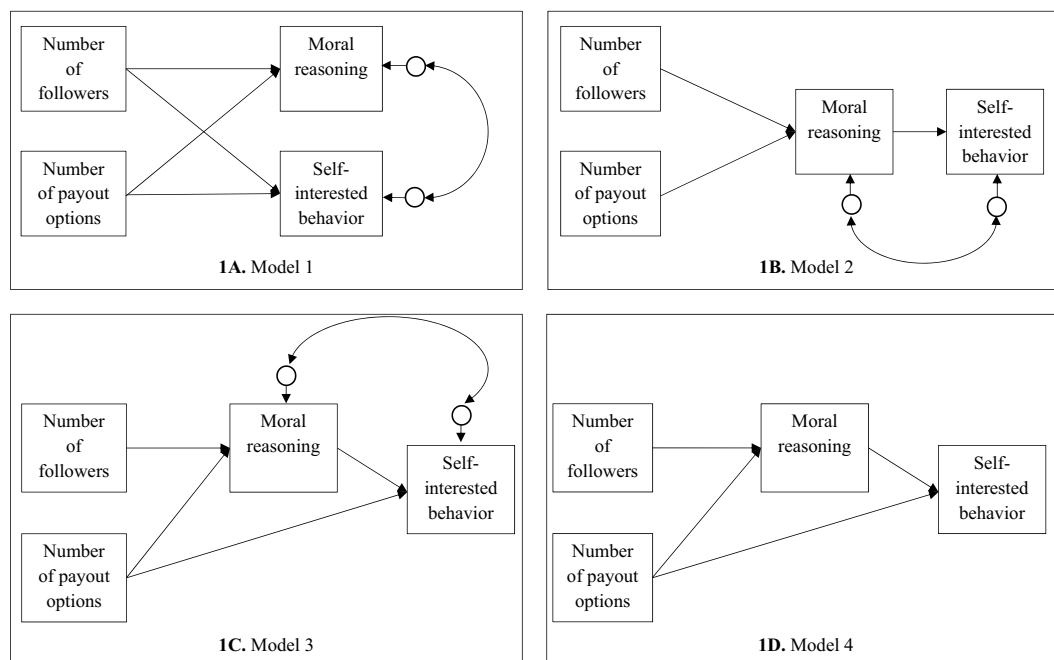 Number
of
followers
Moral
reasoning
Number
of payout
options
Self-
interested
behavior
1A. Model 1
Number
of
followers
Number
of payout
options
Moral
reasoning
Self-
interested
behavior
1B. Model 2
Number
of
followers
Moral
reasoning
Self-
interested
behavior
Number
of payout
options
1C. Model 3
Number
of
followers
Moral
reasoning
Self-
interested
behavior
Number
of payout
options
1D. Model 4